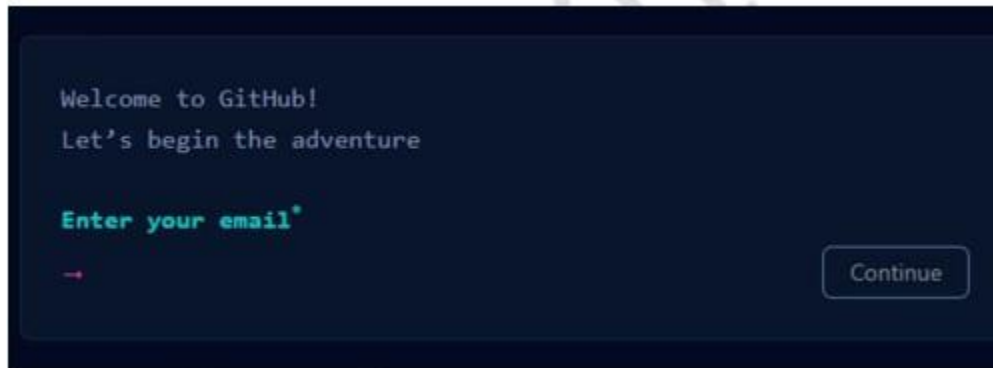 Welcome to GitHub!
Let’s begin the adventure
Enter your email*
→
Continue